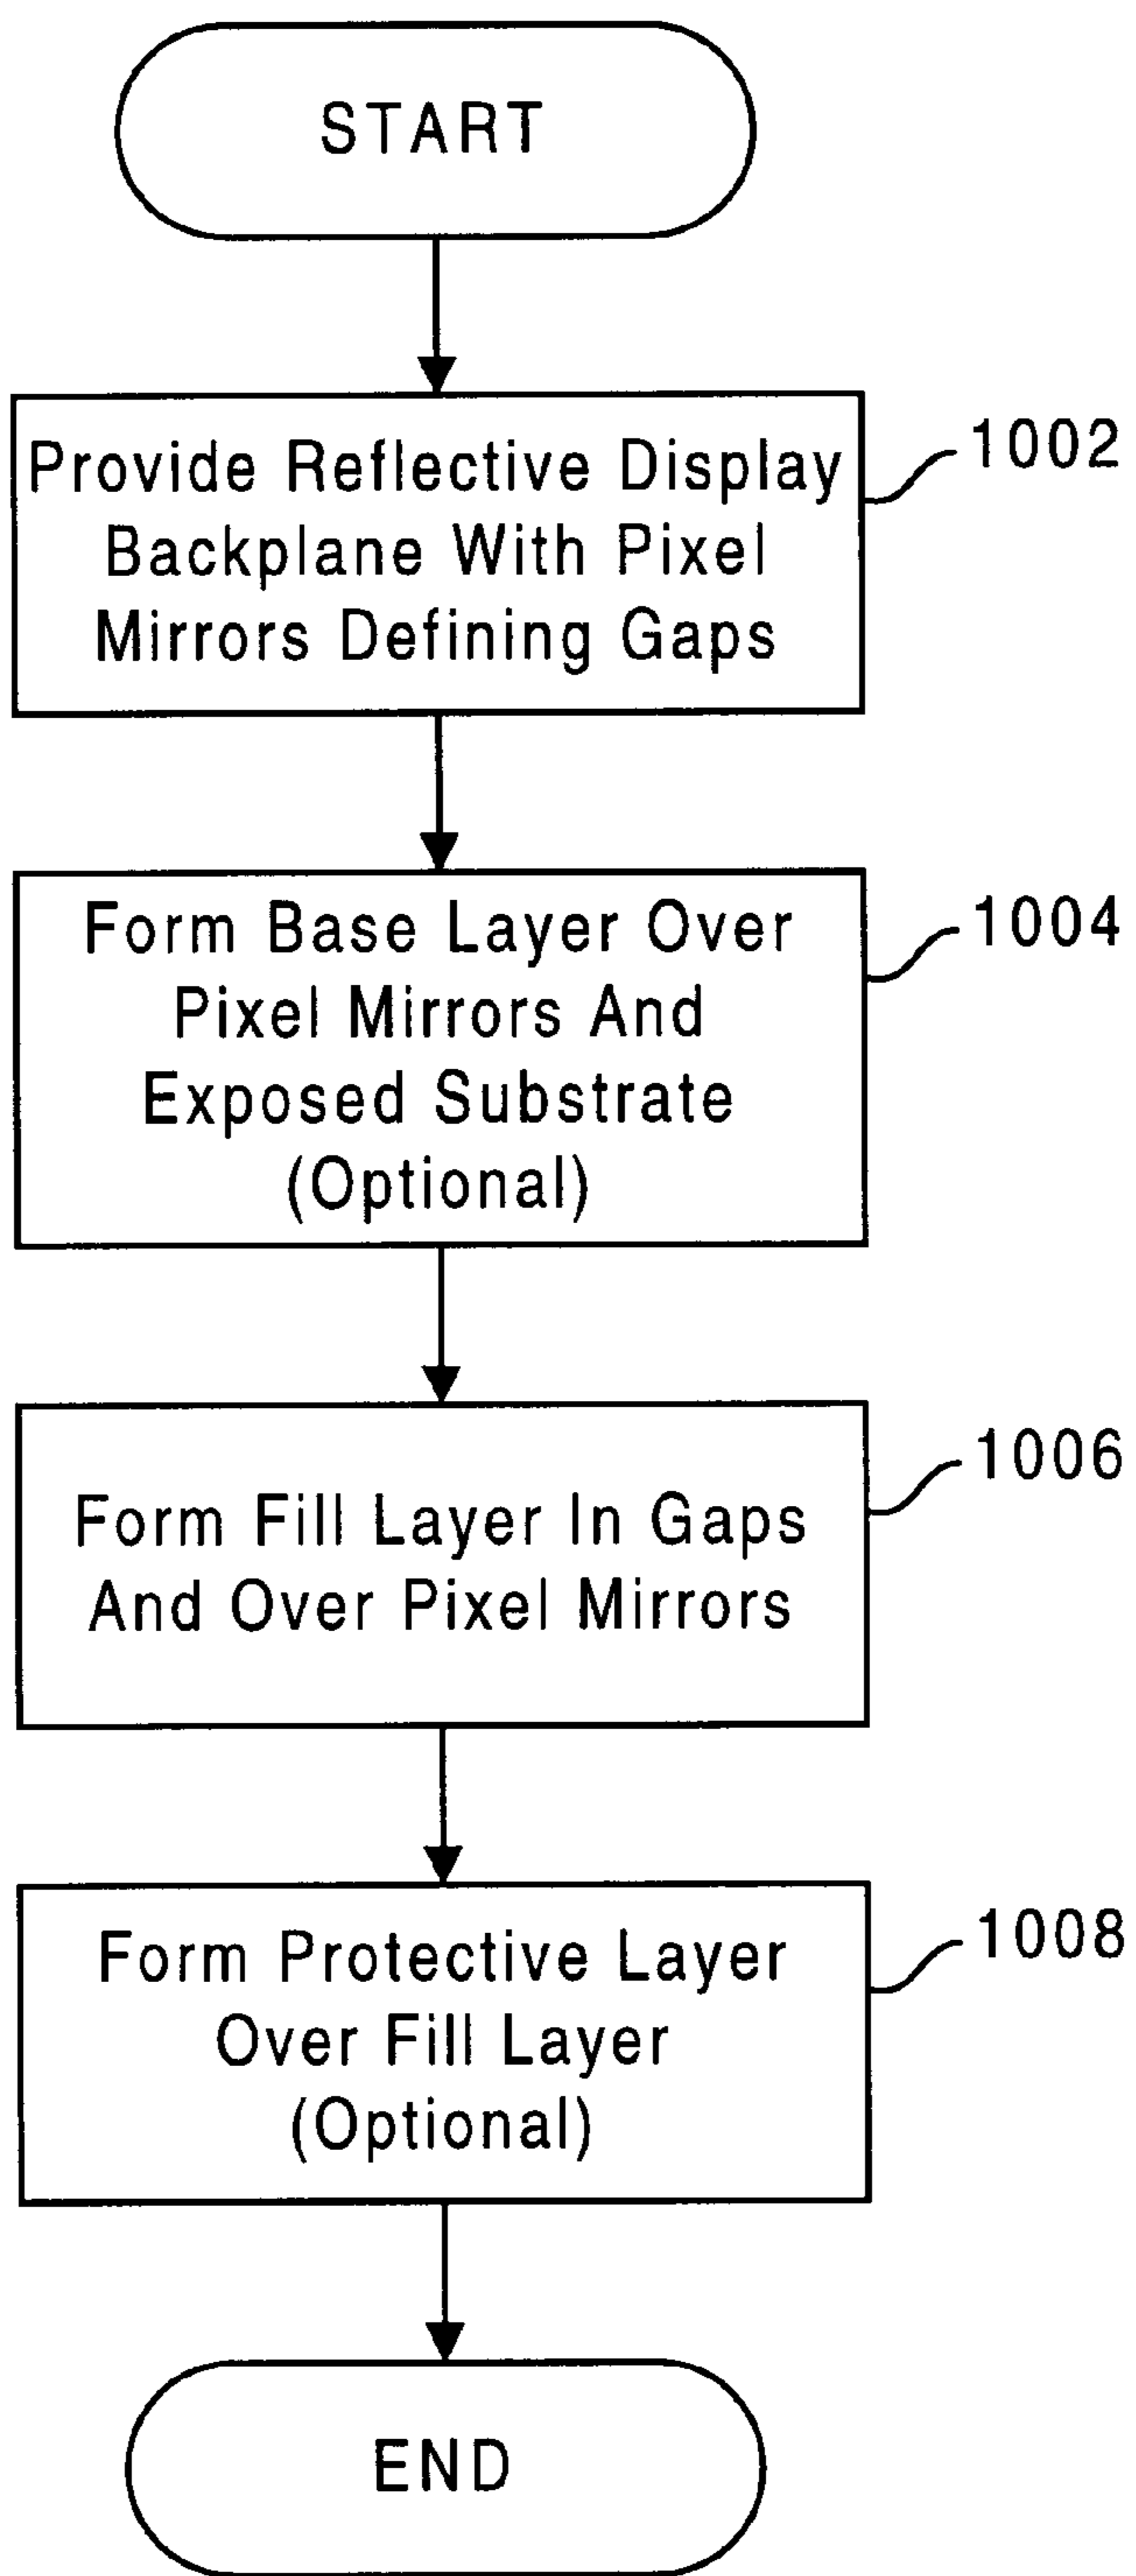 START
Provide Reflective Display
Backplane With Pixel
Mirrors Defining Gaps
1002
Form Base Layer Over
Pixel Mirrors And
Exposed Substrate
(Optional)
1004
Form Fill Layer In Gaps
And Over Pixel Mirrors
1006
Form Protective Layer
Over Fill Layer
(Optional)
1008
END